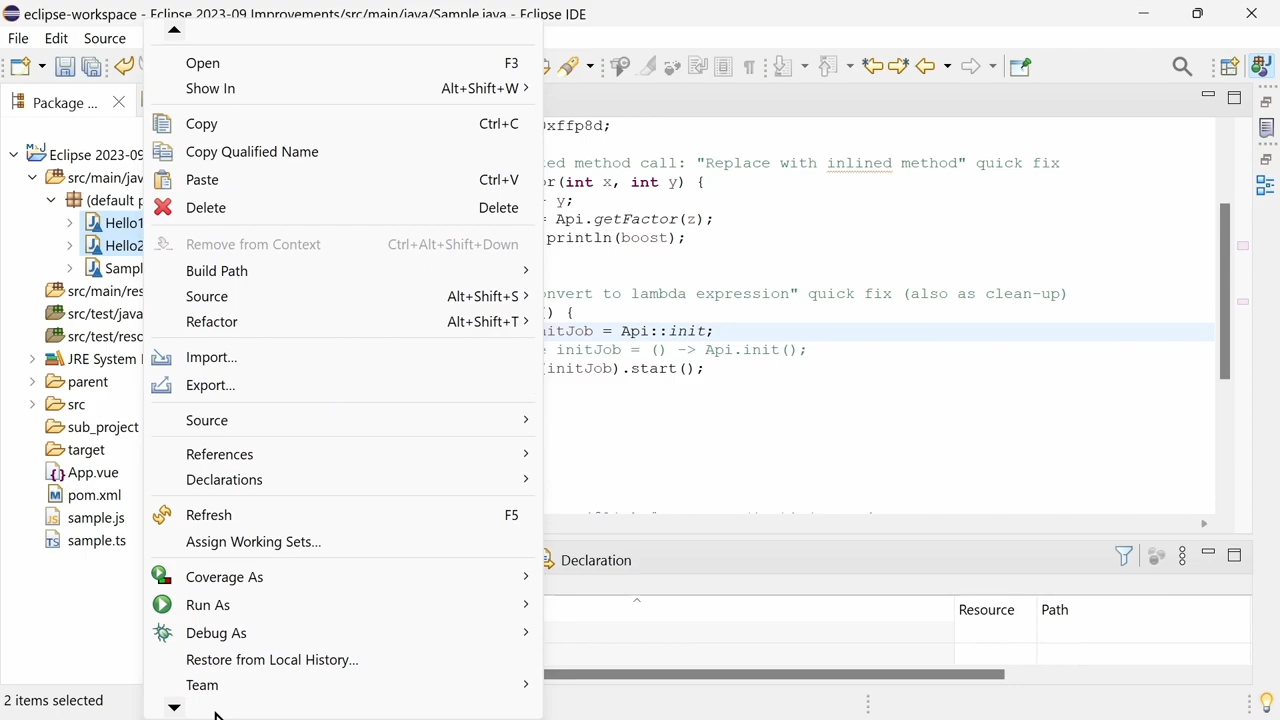 eclipse-workspace - Eclipse 2023-09 Improvements/src/main/java/Sample.java - Eclipse IDE
File Edit Source
Package ...
Eclipse 2023-09
src/main/jav
(default p
Hello1
Hello2
Sampl
src/main/res
src/test/java
src/test/resc
JRE System
parent
src
sub_project
target
App.vue
pom.xml
sample.js
sample.ts
Open F3
Show In Alt+Shift+W
Copy Ctrl+C
Copy Qualified Name
Paste Ctrl+V
Delete Delete
Remove from Context Ctrl+Alt+Shift+Down
Build Path
Source Alt+Shift+S
Refactor Alt+Shift+T
Import...
Export...
Source
References
Declarations
Refresh F5
Assign Working Sets...
Coverage As
Run As
Debug As
Restore from Local History...
Team
xffp8d;
ed method call: "Replace with inlined method" quick fix
or(int x, int y) {
y;
= Api.getFactor(z);
println(boost);
nvert to lambda expression" quick fix (also as clean-up)
) {
itJob = Api::init;
initJob = () -> Api.init();
initJob).start();
Declaration
Resource Path
2 items selected